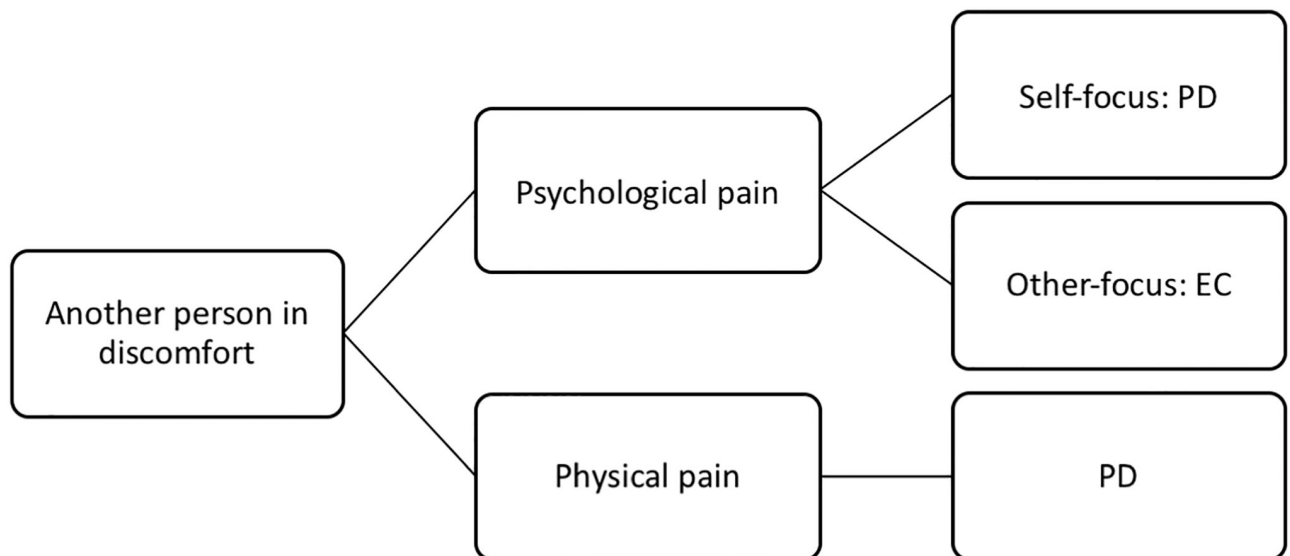 Another person in
discomfort
Psychological pain
Physical pain
Self-focus: PD
Other-focus: EC
PD